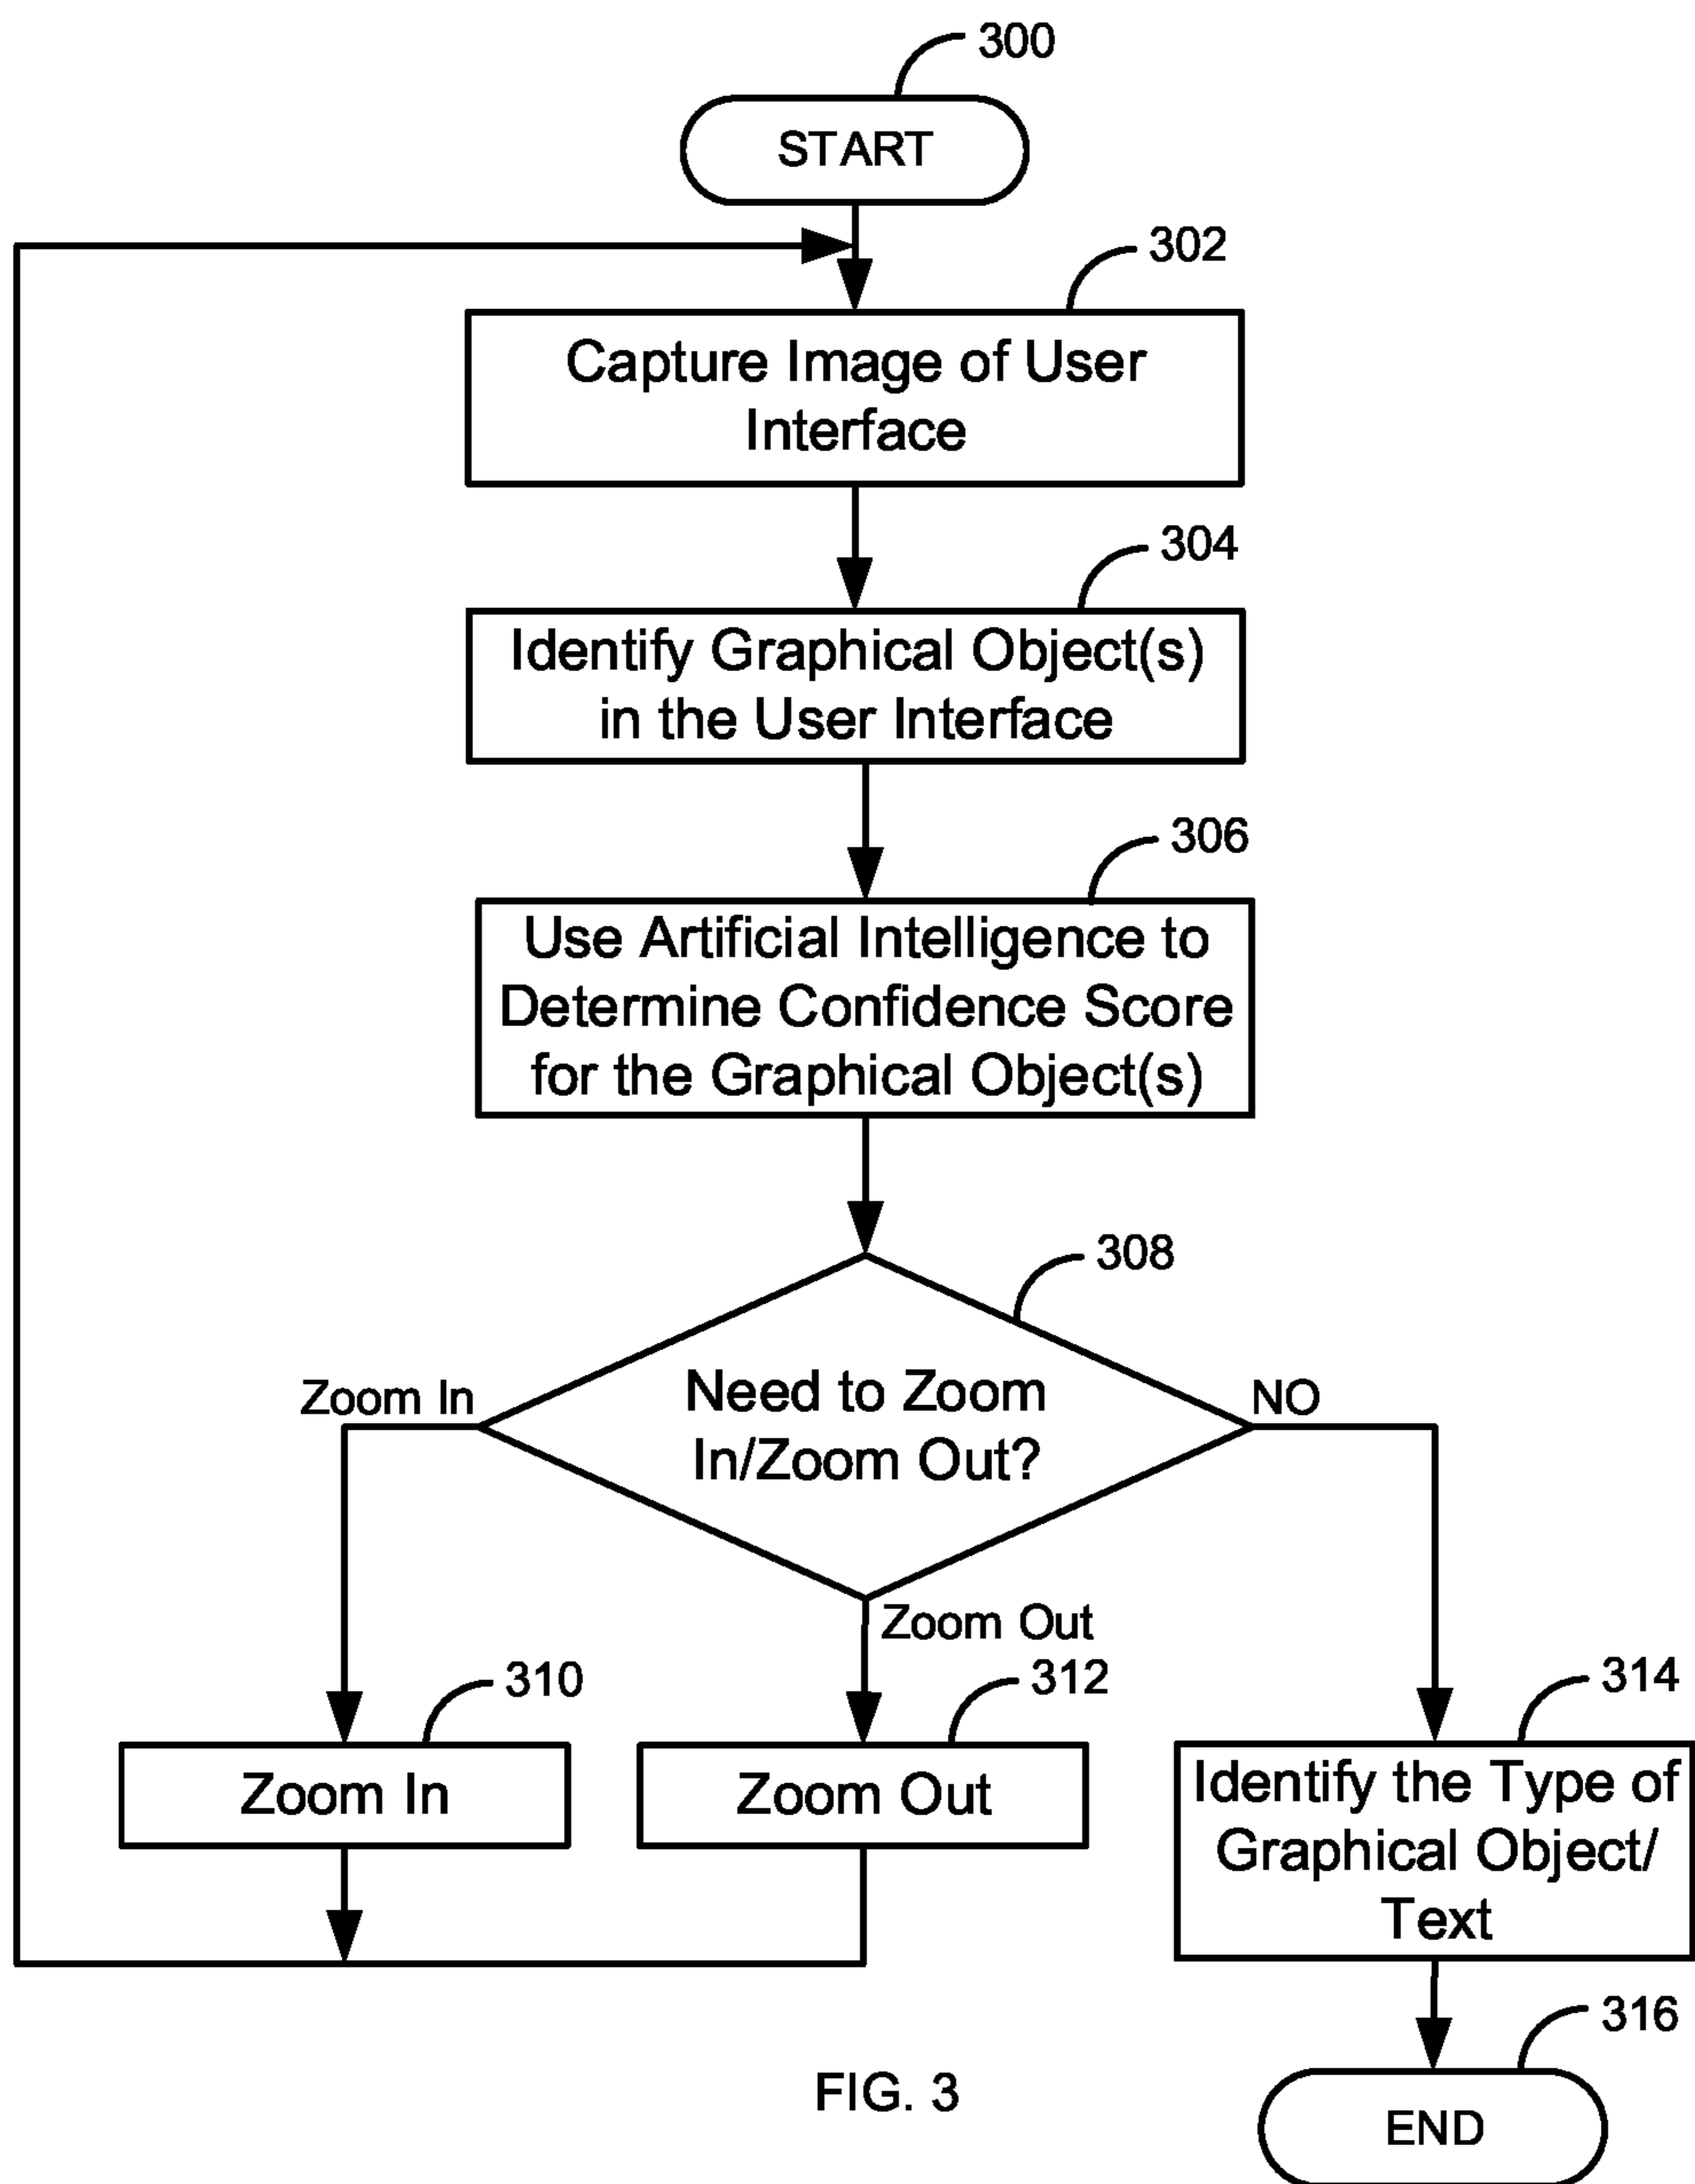 300
START
302
Capture Image of User
Interface
304
Identify Graphical Object(s)
in the User Interface
306
Use Artificial Intelligence to
Determine Confidence Score
for the Graphical Object(s)
308
Need to Zoom
In/Zoom Out?
Zoom In
NO
Zoom Out
310
Zoom In
312
Zoom Out
314
Identify the Type of
Graphical Object/
Text
316
END
FIG. 3